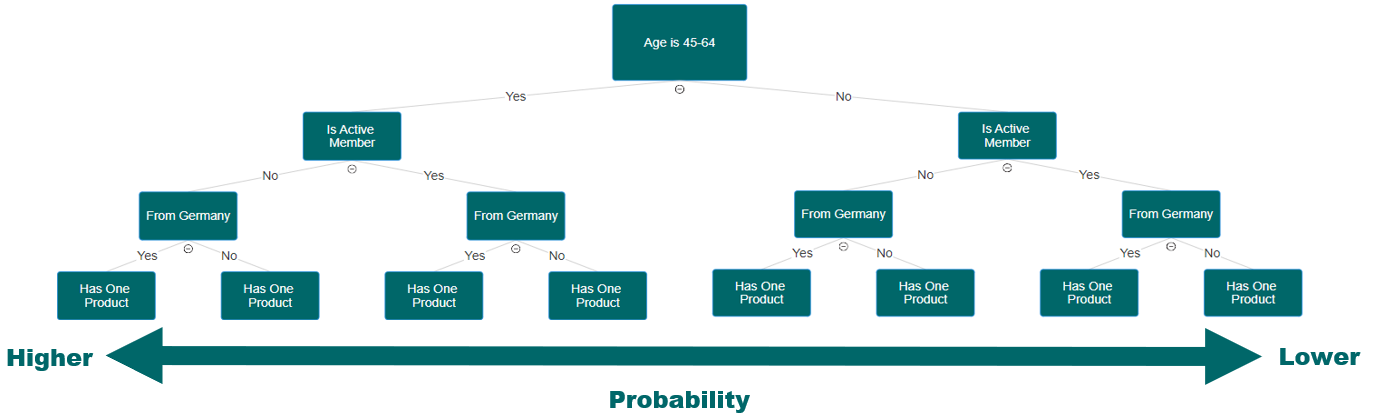 Age is 45-64
Yes
No
Is Active
Member
Is Active
Member
No
Yes
No
Yes
From Germany
From Germany
From Germany
From Germany
Yes
No
Yes
No
Yes
No
Yes
No
Has One
Product
Has One
Product
Has One
Product
Has One
Product
Has One
Product
Has One
Product
Has One
Product
Has One
Product
Higher
Lower
Probability